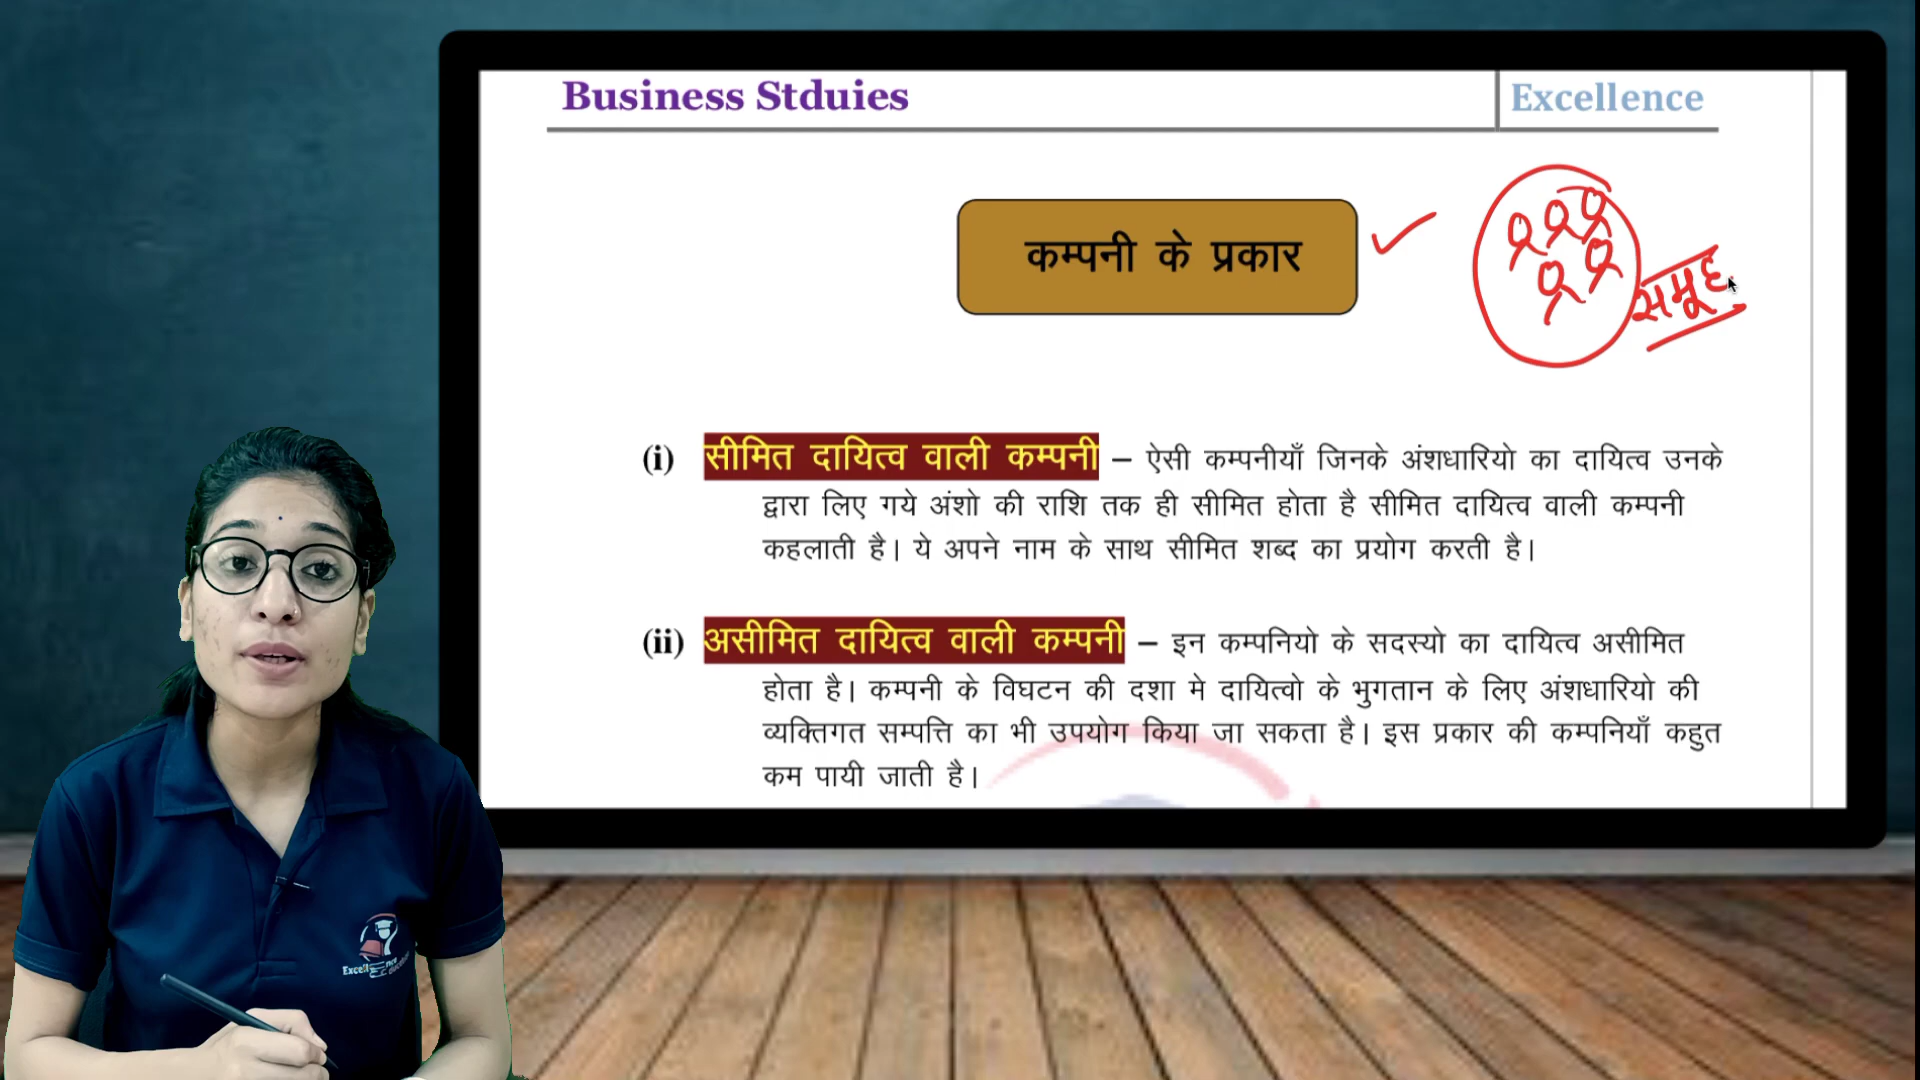 Business Stduies
Excellence
कम्पनी के प्रकार
समूह
(i) सीमित दायित्व वाली कम्पनी – ऐसी कम्पनीयाँ जिनके अंशधारियो का दायित्व उनके
द्वारा लिए गये अंशो की राशि तक ही सीमित होता है सीमित दायित्व वाली कम्पनी
कहलाती है। ये अपने नाम के साथ सीमित शब्द का प्रयोग करती है।
(ii) असीमित दायित्व वाली कम्पनी – इन कम्पनियो के सदस्यो का दायित्व असीमित
होता है। कम्पनी के विघटन की दशा मे दायित्वो के भुगतान के लिए अंशधारियो की
व्यक्तिगत सम्पत्ति का भी उपयोग किया जा सकता है। इस प्रकार की कम्पनियाँ कहुत
कम पायी जाती है।